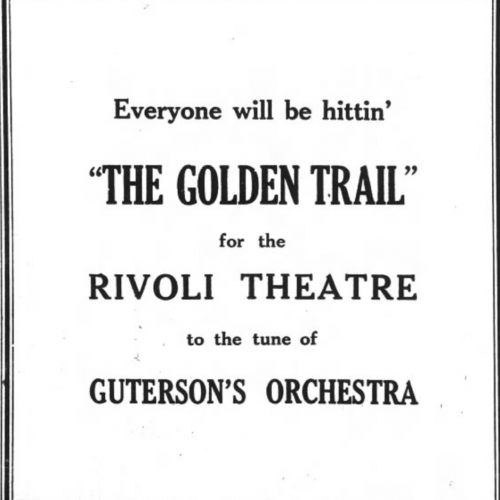 Everyone will be hittin'
"THE GOLDEN TRAIL"
for the
RIVOLI THEATRE
to the tune of
GUTERSON'S ORCHESTRA